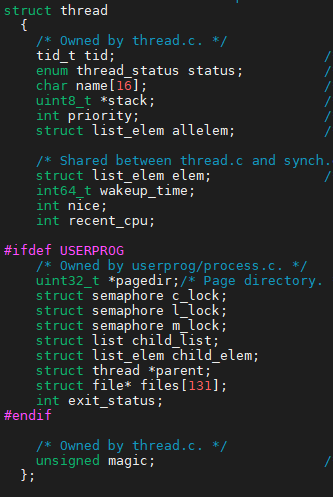 struct thread
  {
    /* Owned by thread.c. */
    tid_t tid;                          /
    enum thread_status status;          /
    char name[16];                      /
    uint8_t *stack;                     /
    int priority;                       /
    struct list_elem allelem;           /

    /* Shared between thread.c and synch.
    struct list_elem elem;              /
    int64_t wakeup_time;
    int nice;
    int recent_cpu;

#ifdef USERPROG
    /* Owned by userprog/process.c. */
    uint32_t *pagedir;/* Page directory.
    struct semaphore c_lock;
    struct semaphore l_lock;
    struct semaphore m_lock;
    struct list child_list;
    struct list_elem child_elem;
    struct thread *parent;
    struct file* files[131];
    int exit_status;
#endif

    /* Owned by thread.c. */
    unsigned magic;                     /
  };